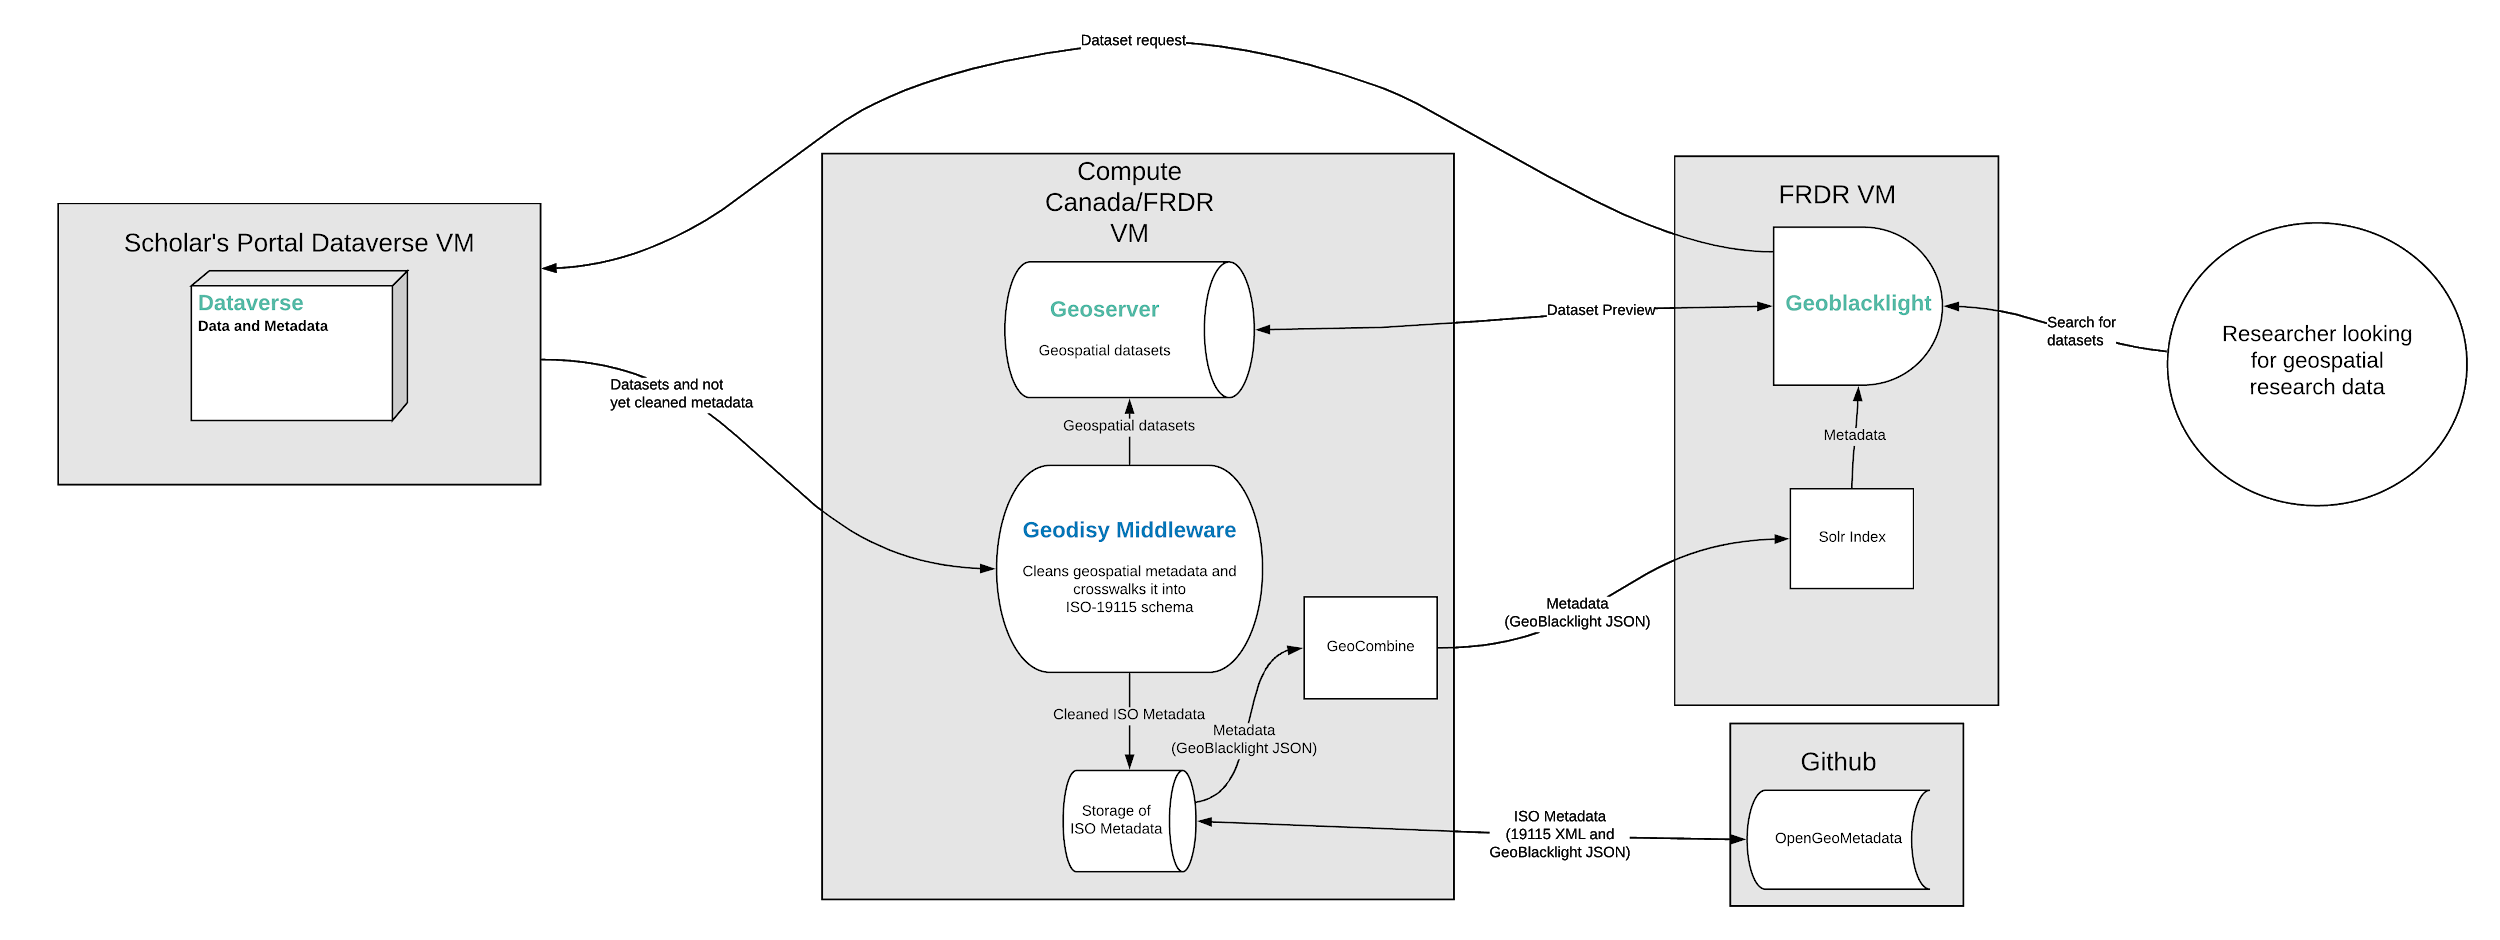 Dataset request
Scholar's Portal Dataverse VM
Dataverse
Data and Metadata
Datasets and not
yet cleaned metadata
Compute
Canada/FRDR
VM
Geoserver
Geospatial datasets
Geospatial datasets
Geodisy Middleware
Cleans geospatial metadata and
crosswalks it into
ISO-19115 schema
Cleaned ISO Metadata
Metadata
(GeoBlacklight JSON)
GeoCombine
Storage of
ISO Metadata
Dataset Preview
Metadata
(GeoBlacklight JSON)
ISO Metadata
(19115 XML and
GeoBlacklight JSON)
FRDR VM
Geoblacklight
Metadata
Solr Index
Github
OpenGeoMetadata
Search for
datasets
Researcher looking
for geospatial
research data